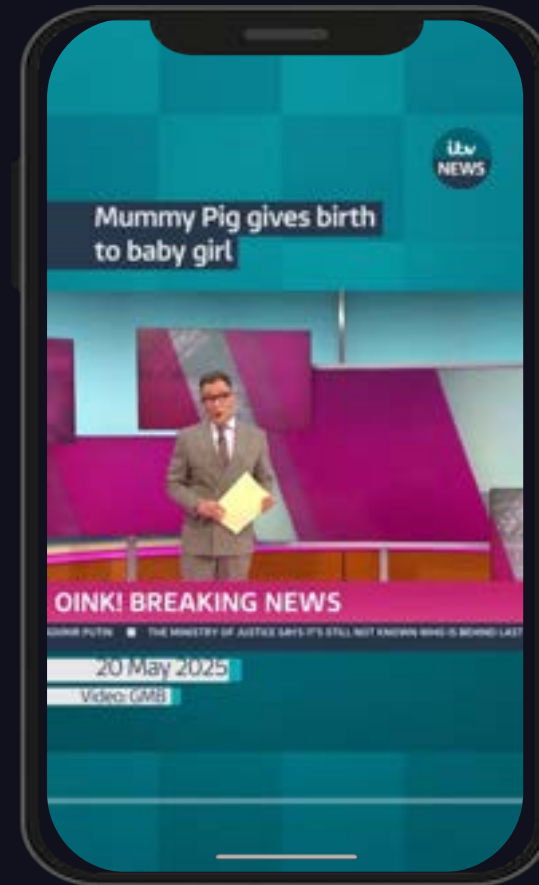 itv
NEWS
Mummy Pig gives birth
to baby girl
OINK! BREAKING NEWS
PUTIN ■ THE MINISTRY OF JUSTICE SAYS IT'S STILL NOT KNOWN WHO IS BEHIND LAST
20 May 2025
Video: GMB